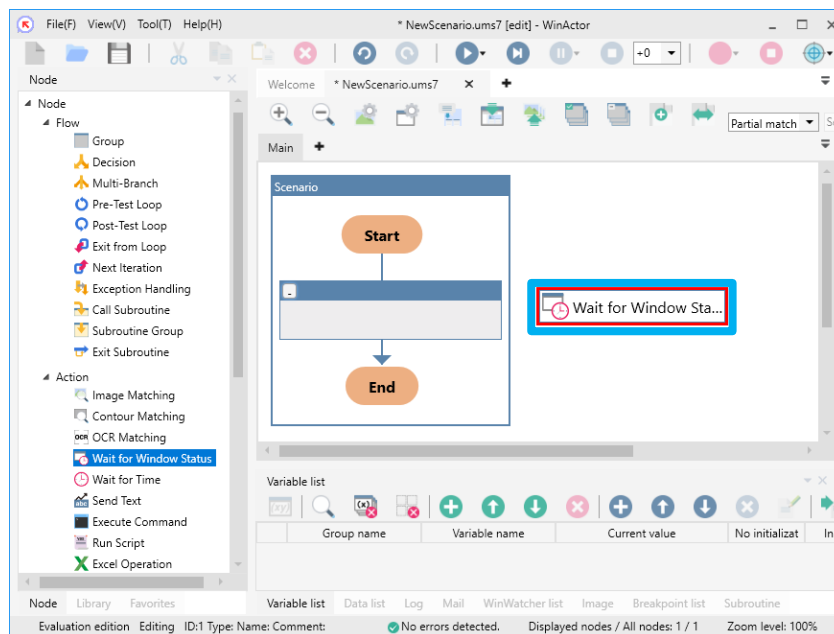 File(F) View(V) Tool(T) Help(H) * NewScenario.ums7 [edit] - WinActor
+0
Node
Welcome * NewScenario.ums7
Node
Flow
Group
Decision
Multi-Branch
Pre-Test Loop
Post-Test Loop
Exit from Loop
Next Iteration
Exception Handling
Call Subroutine
Subroutine Group
Exit Subroutine
Action
Image Matching
Contour Matching
OCR OCR Matching
Wait for Window Status
Wait for Time
Send Text
Execute Command
Run Script
Excel Operation
Node Library Favorites
Partial match
Main
Scenario
Start
Wait for Window Sta...
End
Variable list
(xy) (x)
Group name Variable name Current value No initializat In
Variable list Data list Log Mail WinWatcher list Image Breakpoint list Subroutine
Evaluation edition Editing ID:1 Type: Name: Comment: No errors detected. Displayed nodes / All nodes: 1 / 1 Zoom level: 100%